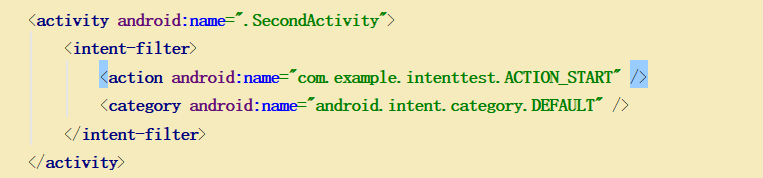 <activity android:name=".SecondActivity">
<intent-filter>
<action android:name="com.example.intenttest.ACTION_START" />
<category android:name="android.intent.category.DEFAULT" />
</intent-filter>
</activity>